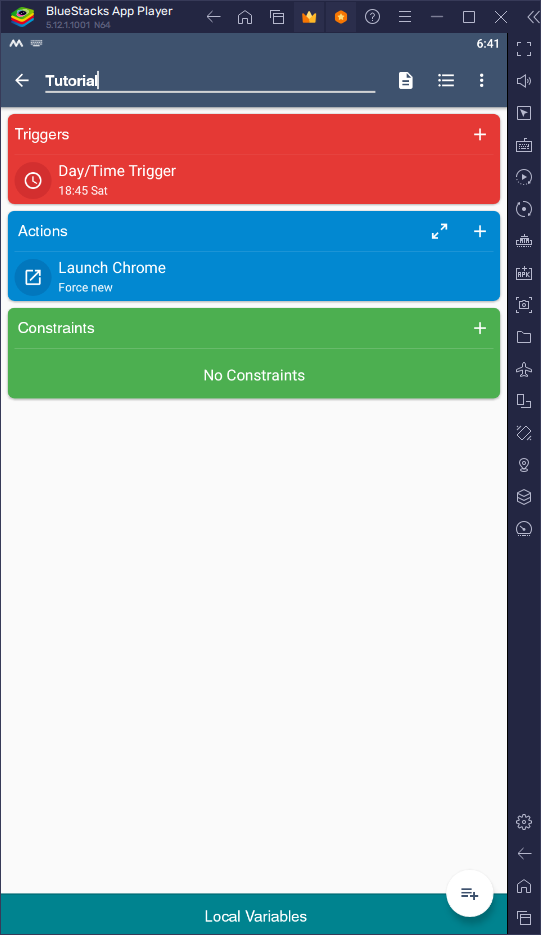 BlueStacks App Player
5.12.1.1001 N64
6:41
Tutorial
Triggers
Day/Time Trigger
18:45 Sat
Actions
Launch Chrome
Force new
Constraints
No Constraints
APK
Local Variables